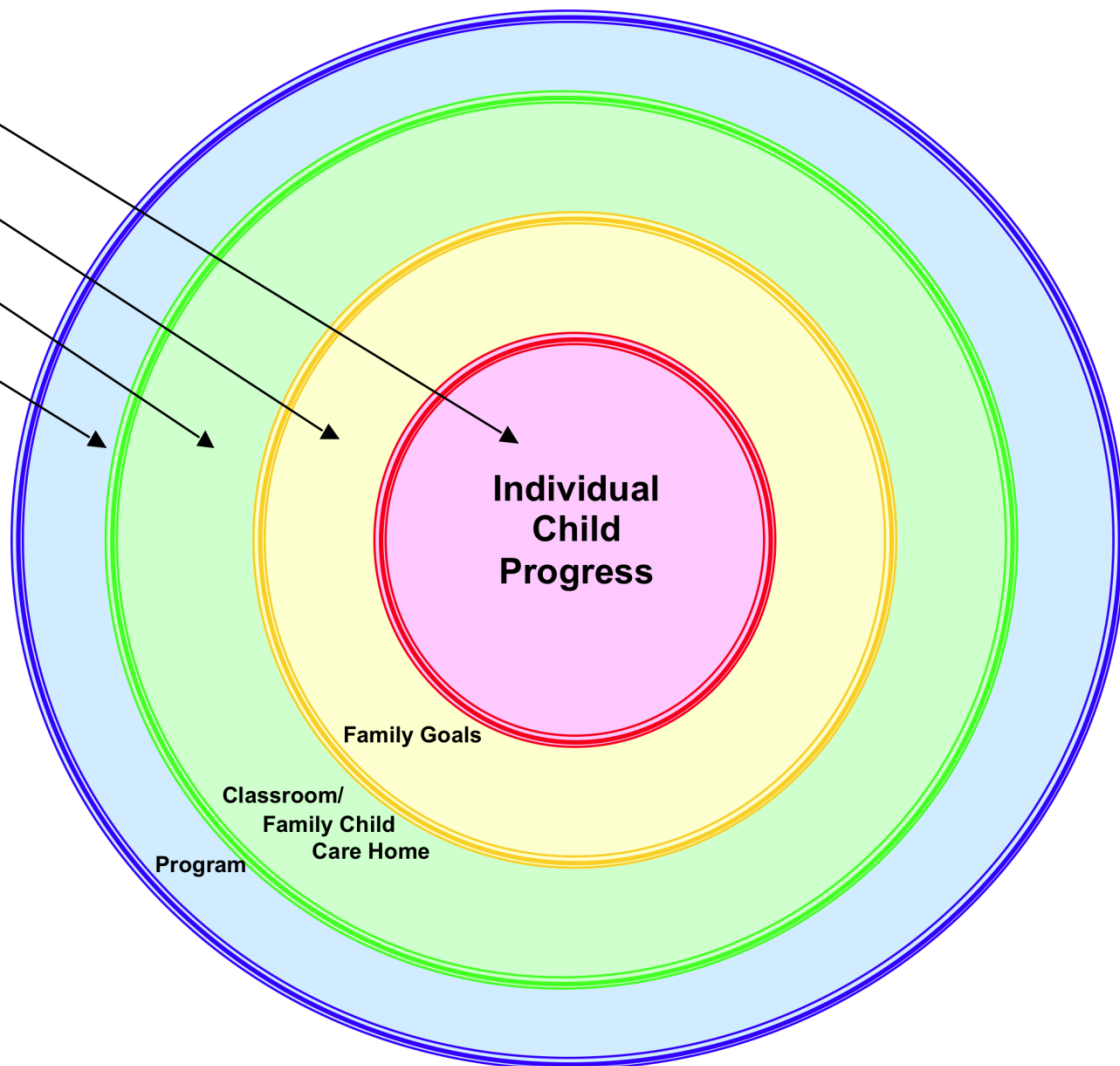 Individual
Child
Progress
Family Goals
Classroom/
Family Child
Care Home
Program